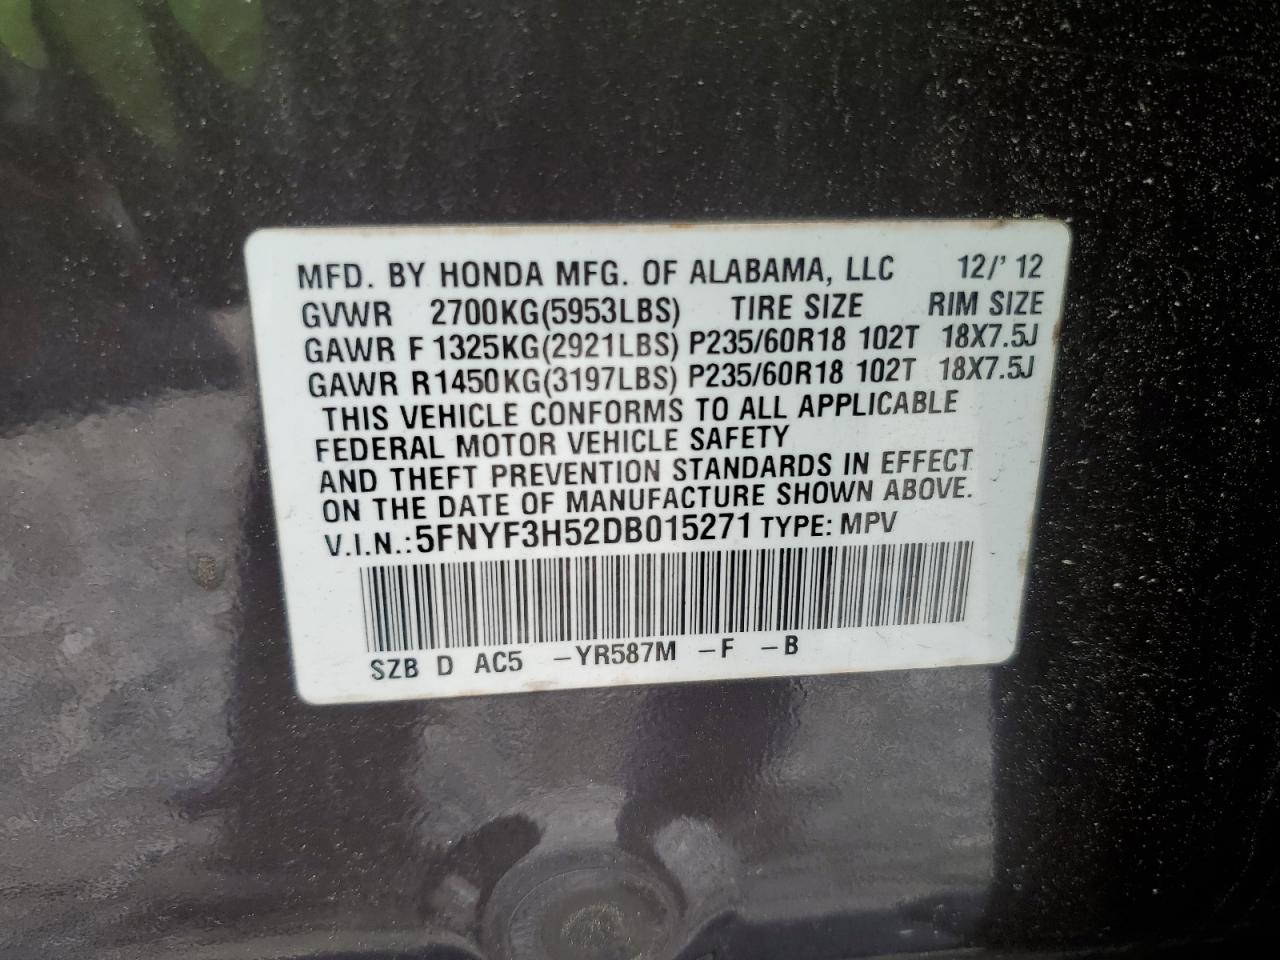 MFD. BY HONDA MFG. OF ALABAMA, LLC 12/' 12
GVWR 2700KG(5953LBS) TIRE SIZE RIM SIZE
GAWR F 1325KG(2921LBS) P235/60R18 102T 18X7.5J
GAWR R1450KG(3197LBS) P235/60R18 102T 18X7.5J
THIS VEHICLE CONFORMS TO ALL APPLICABLE
FEDERAL MOTOR VEHICLE SAFETY
AND THEFT PREVENTION STANDARDS IN EFFECT
ON THE DATE OF MANUFACTURE SHOWN ABOVE.
V.I.N.:5FNYF3H52DB015271 TYPE: MPV
SZB D AC5 -YR587M -F -B